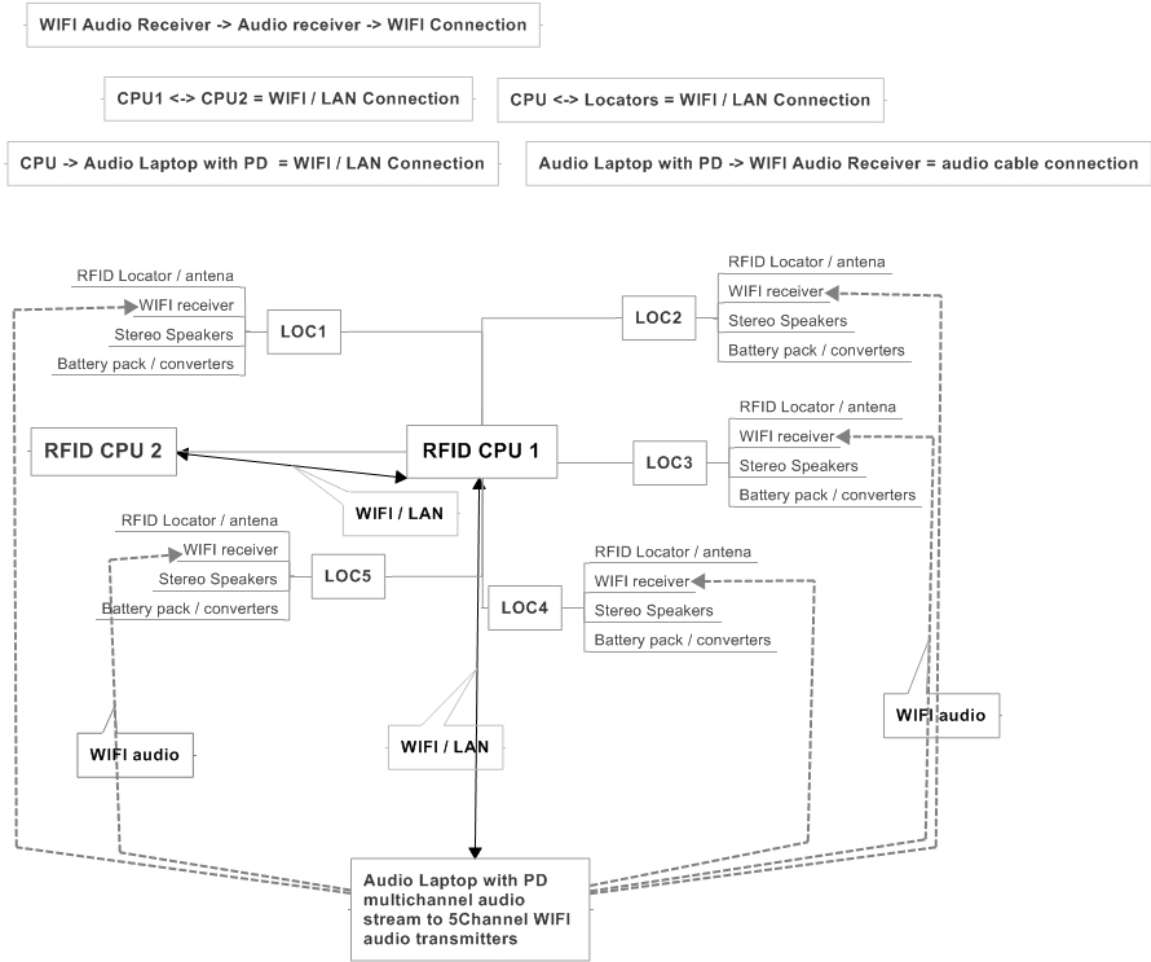 WIFI Audio Receiver -> Audio receiver -> WIFI Connection
CPU1 <-> CPU2 = WIFI / LAN Connection
CPU <-> Locators = WIFI / LAN Connection
CPU -> Audio Laptop with PD = WIFI / LAN Connection
Audio Laptop with PD -> WIFI Audio Receiver = audio cable connection
RFID Locator / antena
WIFI receiver
Stereo Speakers
Battery pack / converters
LOC1
LOC2
RFID Locator / antena
WIFI receiver
Stereo Speakers
Battery pack / converters
RFID CPU 2
RFID CPU 1
WIFI / LAN
LOC3
RFID Locator / antena
WIFI receiver
Stereo Speakers
Battery pack / converters
RFID Locator / antena
WIFI receiver
Stereo Speakers
Battery pack / converters
LOC5
LOC4
RFID Locator / antena
WIFI receiver
Stereo Speakers
Battery pack / converters
WIFI audio
WIFI / LAN
WIFI audio
Audio Laptop with PD
multichannel audio
stream to 5Channel WIFI
audio transmitters